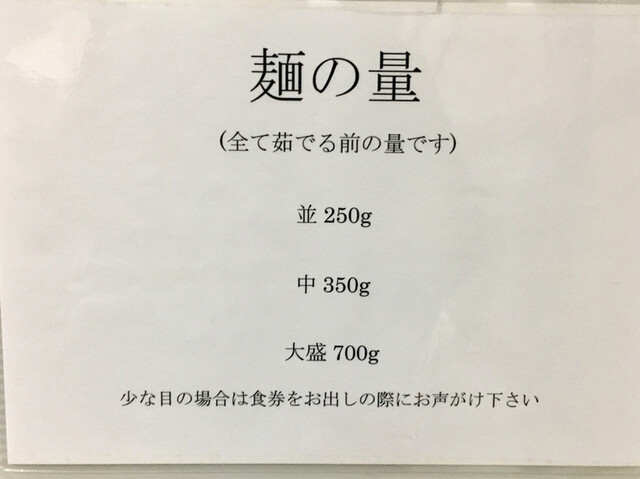 麺の量
(全て茹でる前の量です)
並 250g
中 350g
大盛 700g
少な目の場合は食券をお出しの際にお声がけ下さい